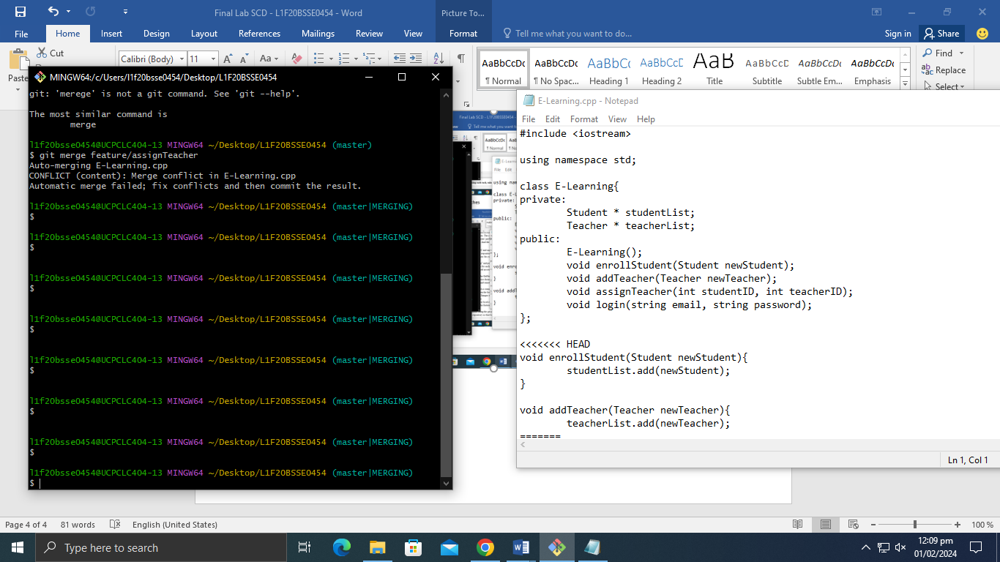 Final Lab SCD - L1F20BSSE0454 - Word
Picture To...
File
Home
Insert
Design
Layout
References
Mailings
Review
View
Format
Tell me what you want to do...
Sign in
Share
Paste
Cut
Calibri (Body)
11
Aa
AaBbCcDc
AaBbCcDc
AaBbCc
AaBbCcD
AaB
AaBbCcD
AaBbCcDt
AaBbCcDt
¶ Normal
¶ No Spac...
Heading 1
Heading 2
Title
Subtitle
Subtle Em...
Emphasis
Find
Replace
Select
MINGW64:/c/Users/l1f20bsse0454/Desktop/L1F20BSSE0454
git: 'merege' is not a git command. See 'git --help'.
The most similar command is
merge
l1f20bsse0454@UCPCLC404-13 MINGW64 ~/Desktop/L1F20BSSE0454 (master)
$ git merge feature/assignTeacher
Auto-merging E-Learning.cpp
CONFLICT (content): Merge conflict in E-Learning.cpp
Automatic merge failed; fix conflicts and then commit the result.
l1f20bsse0454@UCPCLC404-13 MINGW64 ~/Desktop/L1F20BSSE0454 (master|MERGING)
$
l1f20bsse0454@UCPCLC404-13 MINGW64 ~/Desktop/L1F20BSSE0454 (master|MERGING)
$
l1f20bsse0454@UCPCLC404-13 MINGW64 ~/Desktop/L1F20BSSE0454 (master|MERGING)
$
l1f20bsse0454@UCPCLC404-13 MINGW64 ~/Desktop/L1F20BSSE0454 (master|MERGING)
$
l1f20bsse0454@UCPCLC404-13 MINGW64 ~/Desktop/L1F20BSSE0454 (master|MERGING)
$
l1f20bsse0454@UCPCLC404-13 MINGW64 ~/Desktop/L1F20BSSE0454 (master|MERGING)
$
l1f20bsse0454@UCPCLC404-13 MINGW64 ~/Desktop/L1F20BSSE0454 (master|MERGING)
$
l1f20bsse0454@UCPCLC404-13 MINGW64 ~/Desktop/L1F20BSSE0454 (master|MERGING)
$
E-Learning.cpp - Notepad
File Edit Format View Help
#include <iostream>
using namespace std;
class E-Learning{
private:
Student * studentList;
Teacher * teacherList;
public:
E-Learning();
void enrollStudent(Student newStudent);
void addTeacher(Teacher newTeacher);
void assignTeacher(int studentID, int teacherID);
void login(string email, string password);
};
<<<<<<< HEAD
void enrollStudent(Student newStudent){
studentList.add(newStudent);
}
void addTeacher(Teacher newTeacher){
teacherList.add(newTeacher);
=======
Ln 1, Col 1
Page 4 of 4
81 words
English (United States)
100 %
Type here to search
12:09 pm
01/02/2024